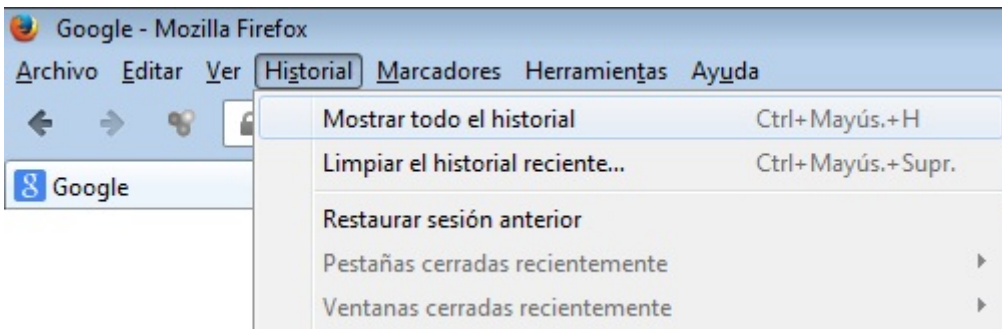 Google - Mozilla Firefox
Archivo Editar Ver Historial Marcadores Herramientas Ayuda
Mostrar todo el historial Ctrl+Mayús.+H
Limpiar el historial reciente... Ctrl+Mayús.+Supr.
8 Google
Restaurar sesión anterior
Pestañas cerradas recientemente
Ventanas cerradas recientemente